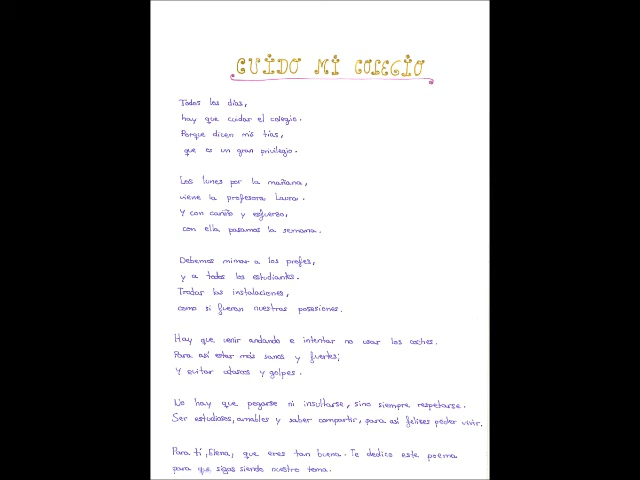 CUIDO MI COLEGIO
Todos los días,
hay que cuidar el colegio.
Porque dicen mis tías,
que es un gran privilegio.
Los lunes por la mañana,
viene la profesora Laura.
Y con cariño y esfuerzo,
con ella pasamos la semana.
Debemos mimar a los profes,
y a todos los estudiantes.
Tratar las instalaciones,
como si fueran nuestras posesiones.
Hay que venir andando e intentar no usar los coches.
Para así estar más sanos y fuertes;
Y evitar atascos y golpes.
No hay que pegarse ni insultarse, sino siempre respetarse.
Ser estudiosos, amables y saber compartir, para así felices poder vivir.
Para tí, Elena, que eres tan buena. Te dedico este poema
para que sigas siendo nuestro tema.